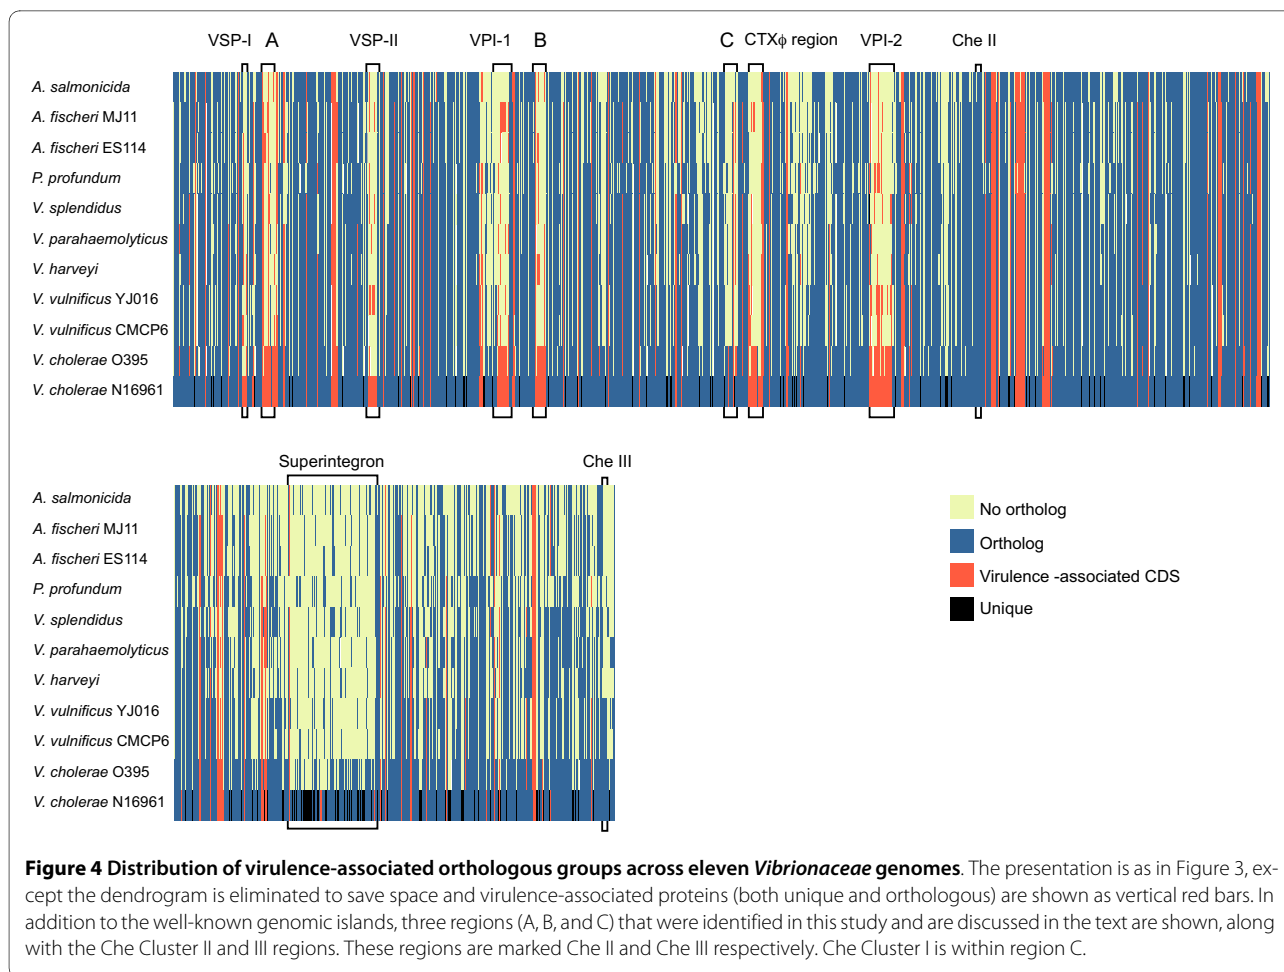 VSP-I A VSP-II VPI-1 B C CTXϕ region VPI-2 Che II
A. salmonicida
A. fischeri MJ11
A. fischeri ES114
P. profundum
V. splendidus
V. parahaemolyticus
V. harveyi
V. vulnificus YJ016
V. vulnificus CMCP6
V. cholerae O395
V. cholerae N16961
Superintegron Che III
A. salmonicida
A. fischeri MJ11
A. fischeri ES114
P. profundum
V. splendidus
V. parahaemolyticus
V. harveyi
V. vulnificus YJ016
V. vulnificus CMCP6
V. cholerae O395
V. cholerae N16961
No ortholog
Ortholog
Virulence -associated CDS
Unique
Figure 4 Distribution of virulence-associated orthologous groups across eleven Vibrionaceae genomes. The presentation is as in Figure 3, ex-
cept the dendrogram is eliminated to save space and virulence-associated proteins (both unique and orthologous) are shown as vertical red bars. In
addition to the well-known genomic islands, three regions (A, B, and C) that were identified in this study and are discussed in the text are shown, along
with the Che Cluster II and III regions. These regions are marked Che II and Che III respectively. Che Cluster I is within region C.